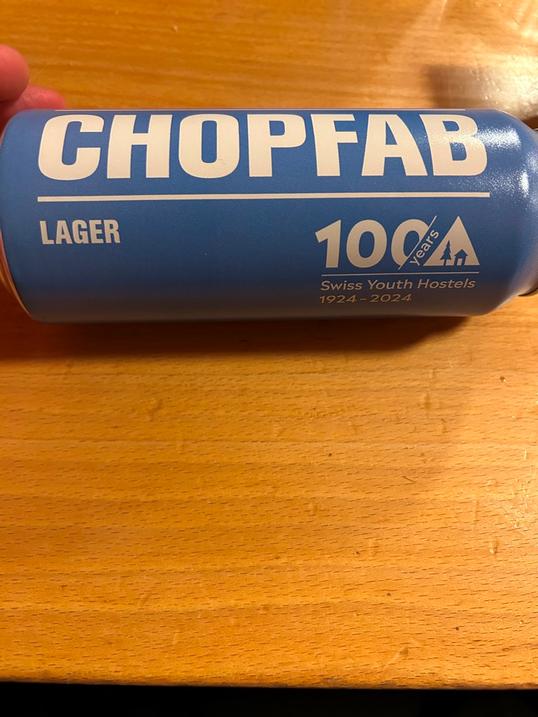 CHOPFAB
LAGER
100 years
Swiss Youth Hostels
1924 - 2024